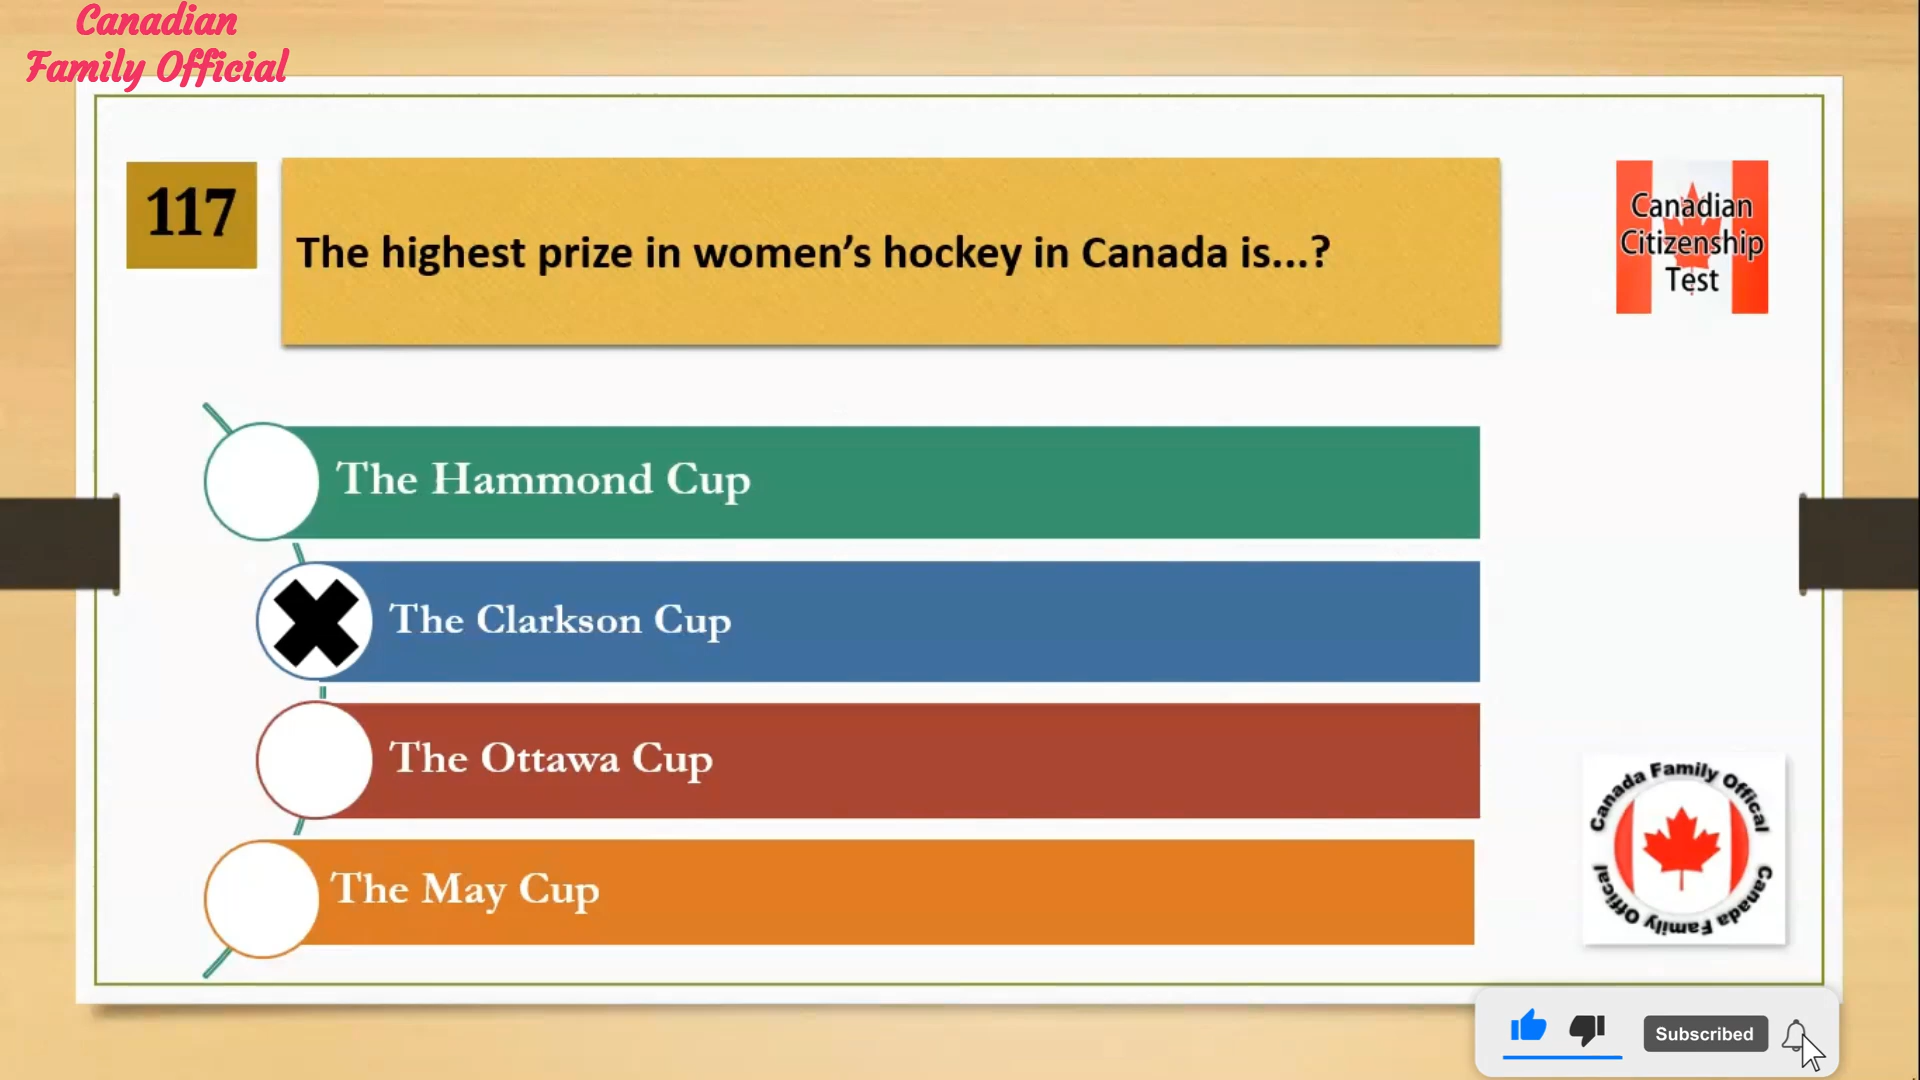 Canadian
Family Official
117
The highest prize in women’s hockey in Canada is...?
Canadian
Citizenship
Test
The Hammond Cup
The Clarkson Cup
The Ottawa Cup
The May Cup
Canada Family Offical
Canada Family Offical
Subscribed